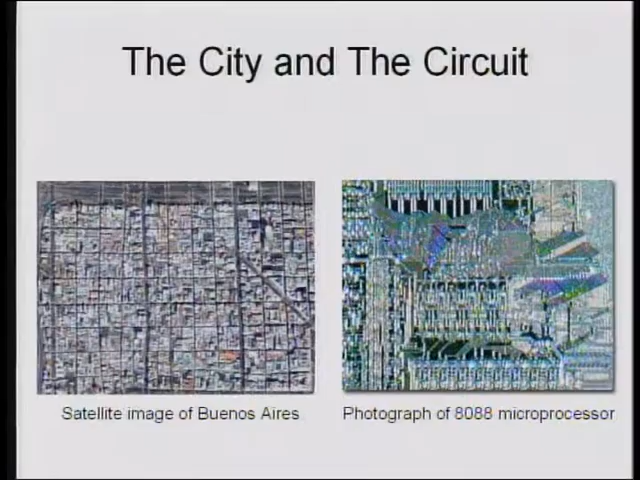 The City and The Circuit
Satellite image of Buenos Aires
Photograph of 8088 microprocessor